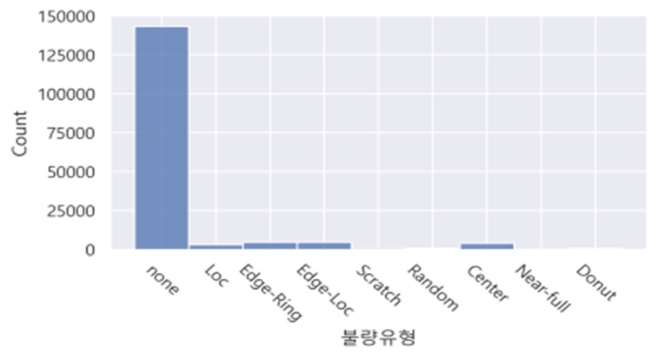 150000
125000
100000
75000
50000
25000
0
Count
none Loc Edge-Ring Edge-Loc Scratch Random Center Near-full Donut
불량유형